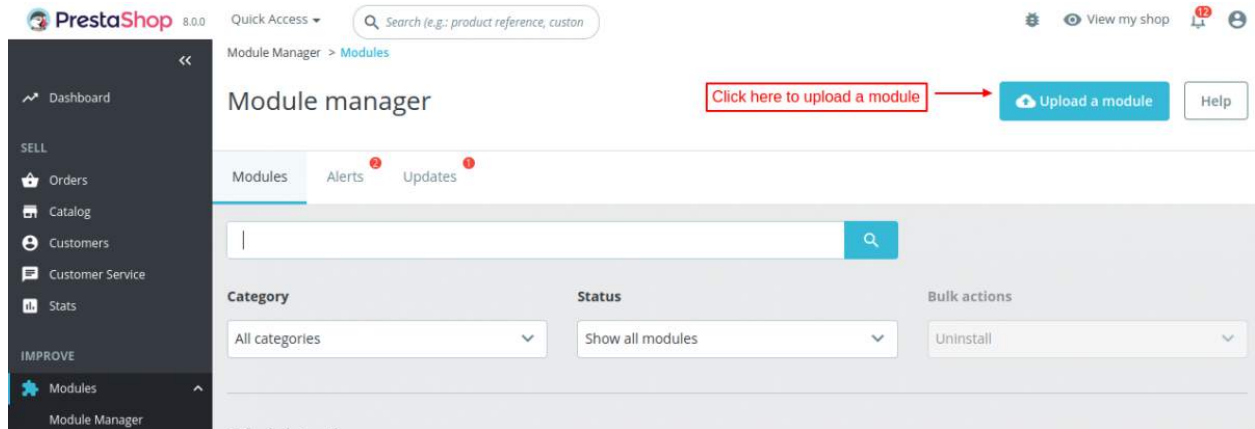 PrestaShop 8.0.0
Quick Access
Search (e.g.: product reference, custon
View my shop
12
Module Manager > Modules
Dashboard
Module manager
Click here to upload a module
Upload a module
Help
SELL
Orders
Catalog
Customers
Customer Service
Stats
Modules
Alerts 2
Updates 1
Category
Status
Bulk actions
All categories
Show all modules
Uninstall
IMPROVE
Modules
Module Manager